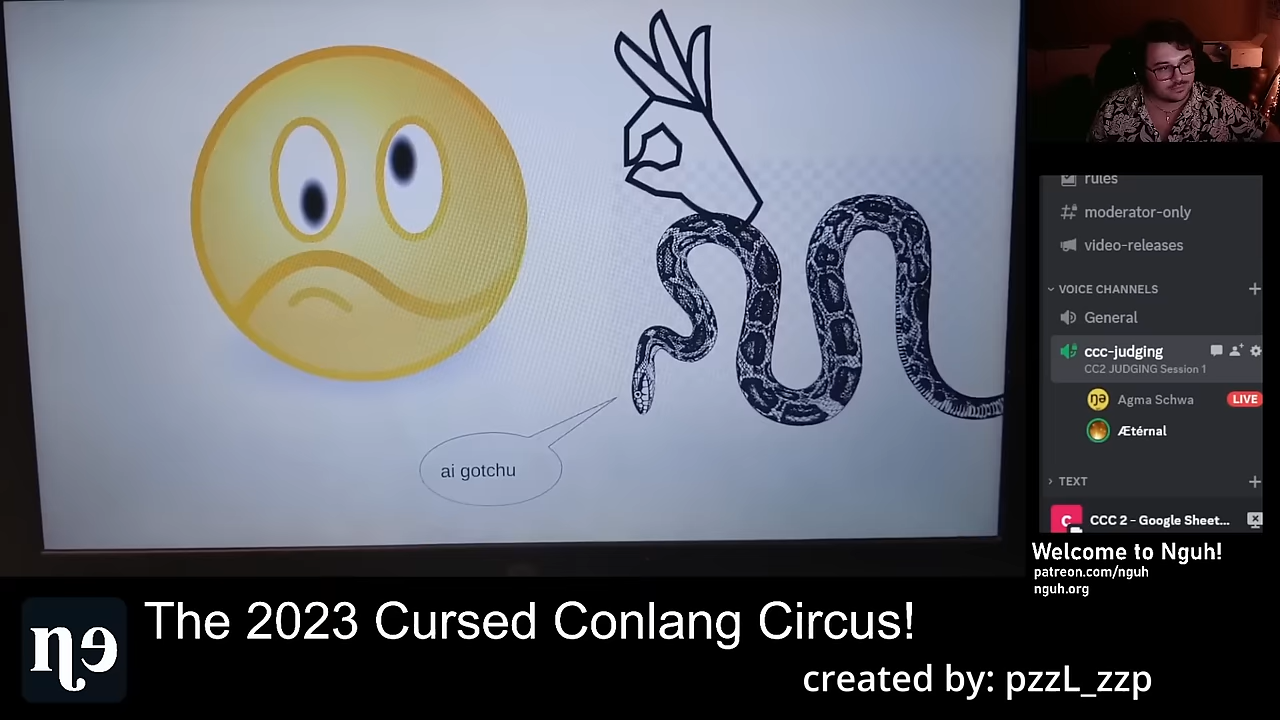 ai gotchu
rules
moderator-only
video-releases
VOICE CHANNELS
General
ccc-judging
CC2 JUDGING Session 1
ŋə Agma Schwa LIVE
Ætérnal
TEXT
C CCC 2 - Google Sheet...
Welcome to Nguh!
patreon.com/nguh
nguh.org
ŋɘ
The 2023 Cursed Conlang Circus!
created by: pzzL_zzp